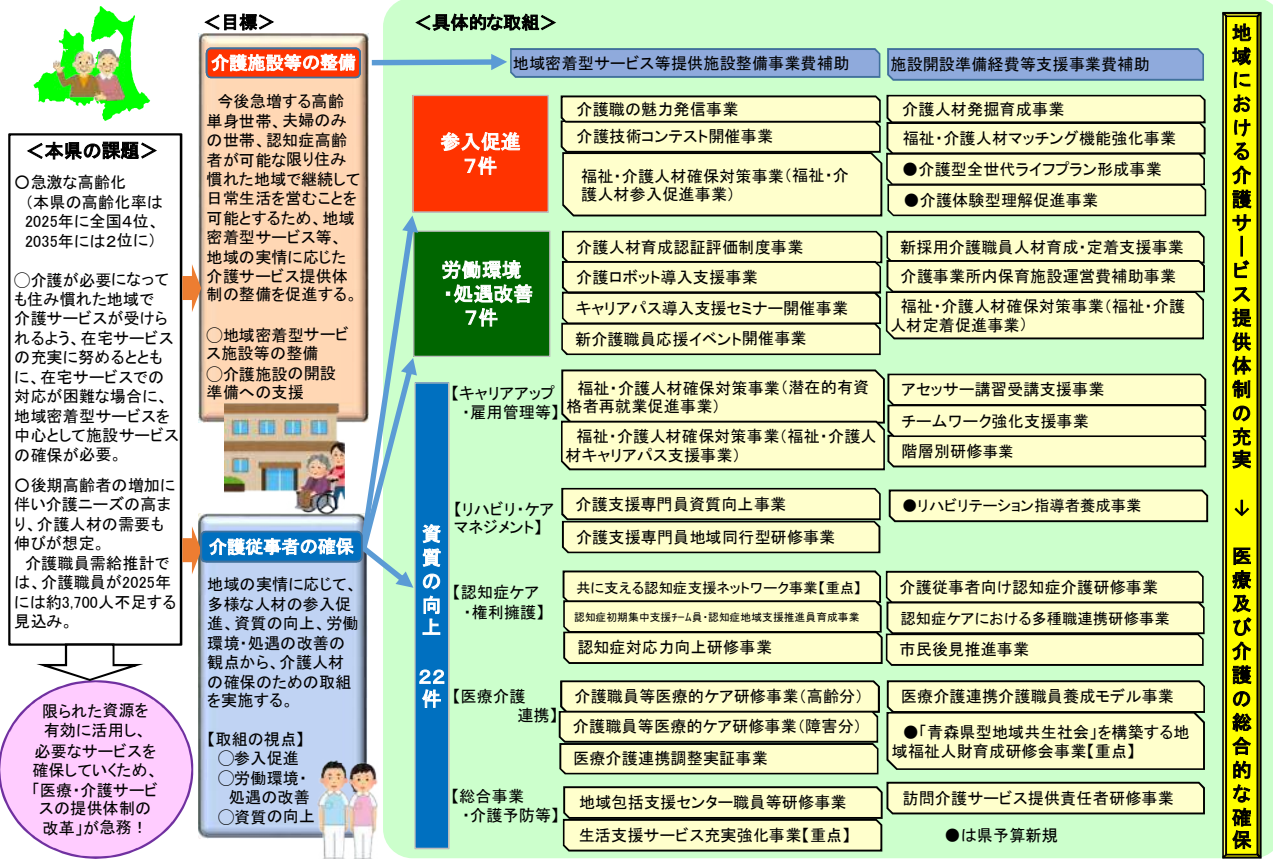 <本県の課題>
○急激な高齢化
(本県の高齢化率は
2025年に全国4位、
2035年には2位に)
○介護が必要になって
も住み慣れた地域で
介護サービスが受けら
れるよう、在宅サービス
の充実に努めるととも
に、在宅サービスでの
対応が困難な場合に、
地域密着型サービスを
中心として施設サービス
の確保が必要。
○後期高齢者の増加に
伴い介護ニーズの高ま
り、介護人材の需要も
伸びが想定。
介護職員需給推計で
は、介護職員が2025年
には約3,700人不足する
見込み。
限られた資源を
有効に活用し、
必要なサービスを
確保していくため、
「医療・介護サービ
スの提供体制の
改革」が急務!
<目標>
介護施設等の整備
今後急増する高齢
単身世帯、夫婦のみ
の世帯、認知症高齢
者が可能な限り住み
慣れた地域で継続して
日常生活を営むことを
可能とするため、地域
密着型サービス等、
地域の実情に応じた
介護サービス提供体
制の整備を促進する。
○地域密着型サービ
ス施設等の整備
○介護施設の開設
準備への支援
介護従事者の確保
地域の実情に応じて、
多様な人材の参入促
進、資質の向上、労働
環境・処遇の改善の
観点から、介護人材
の確保のための取組
を実施する。
【取組の視点】
○参入促進
○労働環境・
処遇の改善
○資質の向上
<具体的な取組>
地域密着型サービス等提供施設整備事業費補助
施設開設準備経費等支援事業費補助
参入促進
7件
介護職の魅力発信事業
介護技術コンテスト開催事業
福祉・介護人材確保対策事業(福祉・介
護人材参入促進事業)
介護人材発掘育成事業
福祉・介護人材マッチング機能強化事業
●介護型全世代ライフプラン形成事業
●介護体験型理解促進事業
労働環境
・処遇改善
7件
介護人材育成認証評価制度事業
介護ロボット導入支援事業
キャリアパス導入支援セミナー開催事業
新介護職員応援イベント開催事業
新採用介護職員人材育成・定着支援事業
介護事業所内保育施設運営費補助事業
福祉・介護人材確保対策事業(福祉・介護
人材定着促進事業)
資質の向上
22
件
【キャリアアップ
・雇用管理等】
福祉・介護人材確保対策事業(潜在的有資
格者再就業促進事業)
福祉・介護人材確保対策事業(福祉・介護人
材キャリアパス支援事業)
アセッサー講習受講支援事業
チームワーク強化支援事業
階層別研修事業
【リハビリ・ケア
マネジメント】
介護支援専門員資質向上事業
介護支援専門員地域同行型研修事業
●リハビリテーション指導者養成事業
【認知症ケア
・権利擁護】
共に支える認知症支援ネットワーク事業【重点】
認知症初期集中支援チーム員・認知症地域支援推進員育成事業
認知症対応力向上研修事業
介護従事者向け認知症介護研修事業
認知症ケアにおける多種職連携研修事業
市民後見推進事業
【医療介護
連携】
介護職員等医療的ケア研修事業(高齢分)
介護職員等医療的ケア研修事業(障害分)
医療介護連携調整実証事業
医療介護連携介護職員養成モデル事業
●「青森県型地域共生社会」を構築する地
域福祉人財育成研修会事業【重点】
【総合事業
・介護予防等】
地域包括支援センター職員等研修事業
生活支援サービス充実強化事業【重点】
訪問介護サービス提供責任者研修事業
●は県予算新規
地域における介護サービス提供体制の充実 ↓ 医療及び介護の総合的な確保